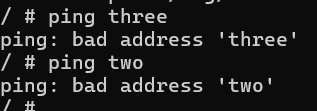 / # ping three
ping: bad address 'three'
/ # ping two
ping: bad address 'two'
/ #